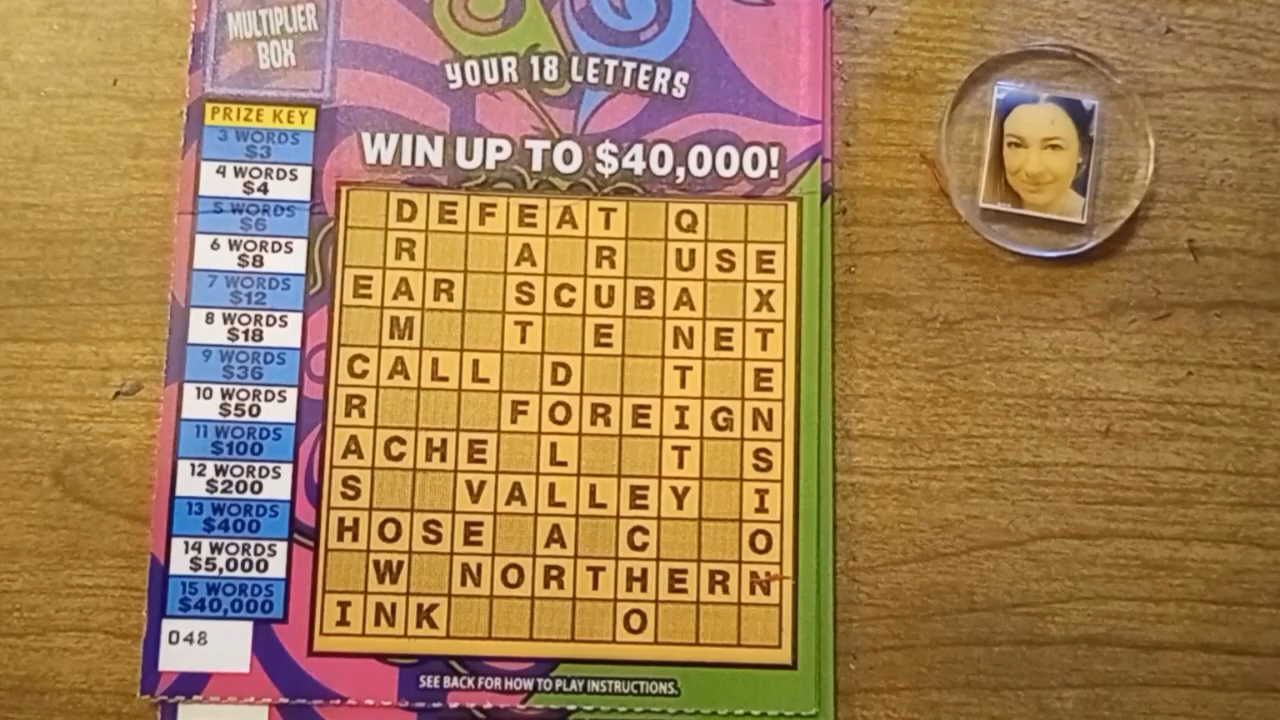 MULTIPLIER
BOX
YOUR 18 LETTERS
WIN UP TO $40,000!
PRIZE KEY
3 WORDS
$3
4 WORDS
$4
5 WORDS
$6
6 WORDS
$8
7 WORDS
$12
8 WORDS
$18
9 WORDS
$36
10 WORDS
$50
11 WORDS
$100
12 WORDS
$200
13 WORDS
$400
14 WORDS
$5,000
15 WORDS
$40,000
048
D E F E A T Q
R A R U S E
E A R S C U B A X
M T E N E T
C A L L D T E
R F O R E I G N
A C H E L T S
S V A L L E Y I
H O S E A C O
W N O R T H E R N
I N K O
SEE BACK FOR HOW TO PLAY INSTRUCTIONS.